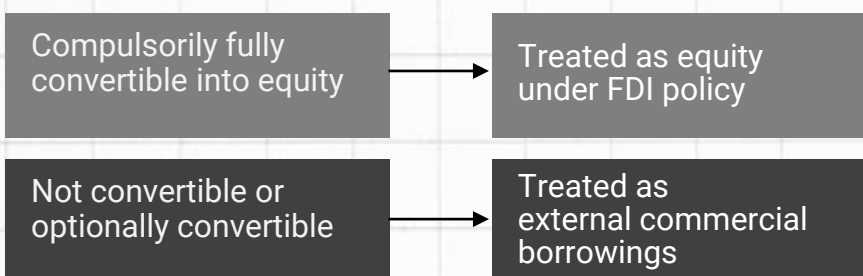 Compulsorily fully
convertible into equity
Treated as equity
under FDI policy
Not convertible or
optionally convertible
Treated as
external commercial
borrowings